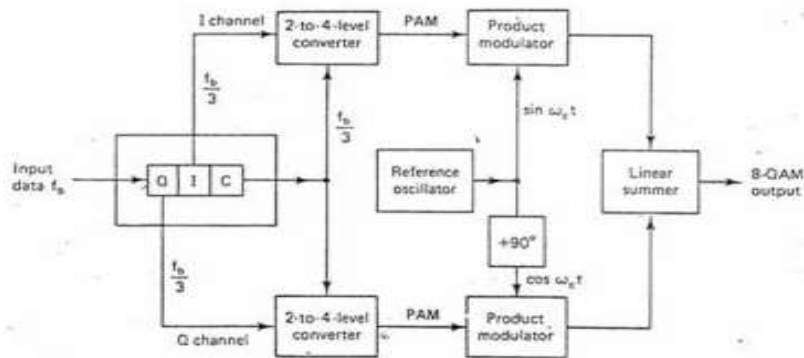 I channel
2-to-4-level
converter
PAM
Product
modulator
f_b
3
f_b
3
sin ω_c t
Input
data f_b
Q I C
Reference
oscillator
Linear
summer
8-QAM
output
+90°
f_b
3
cos ω_c t
Q channel
2-to-4-level
converter
PAM
Product
modulator